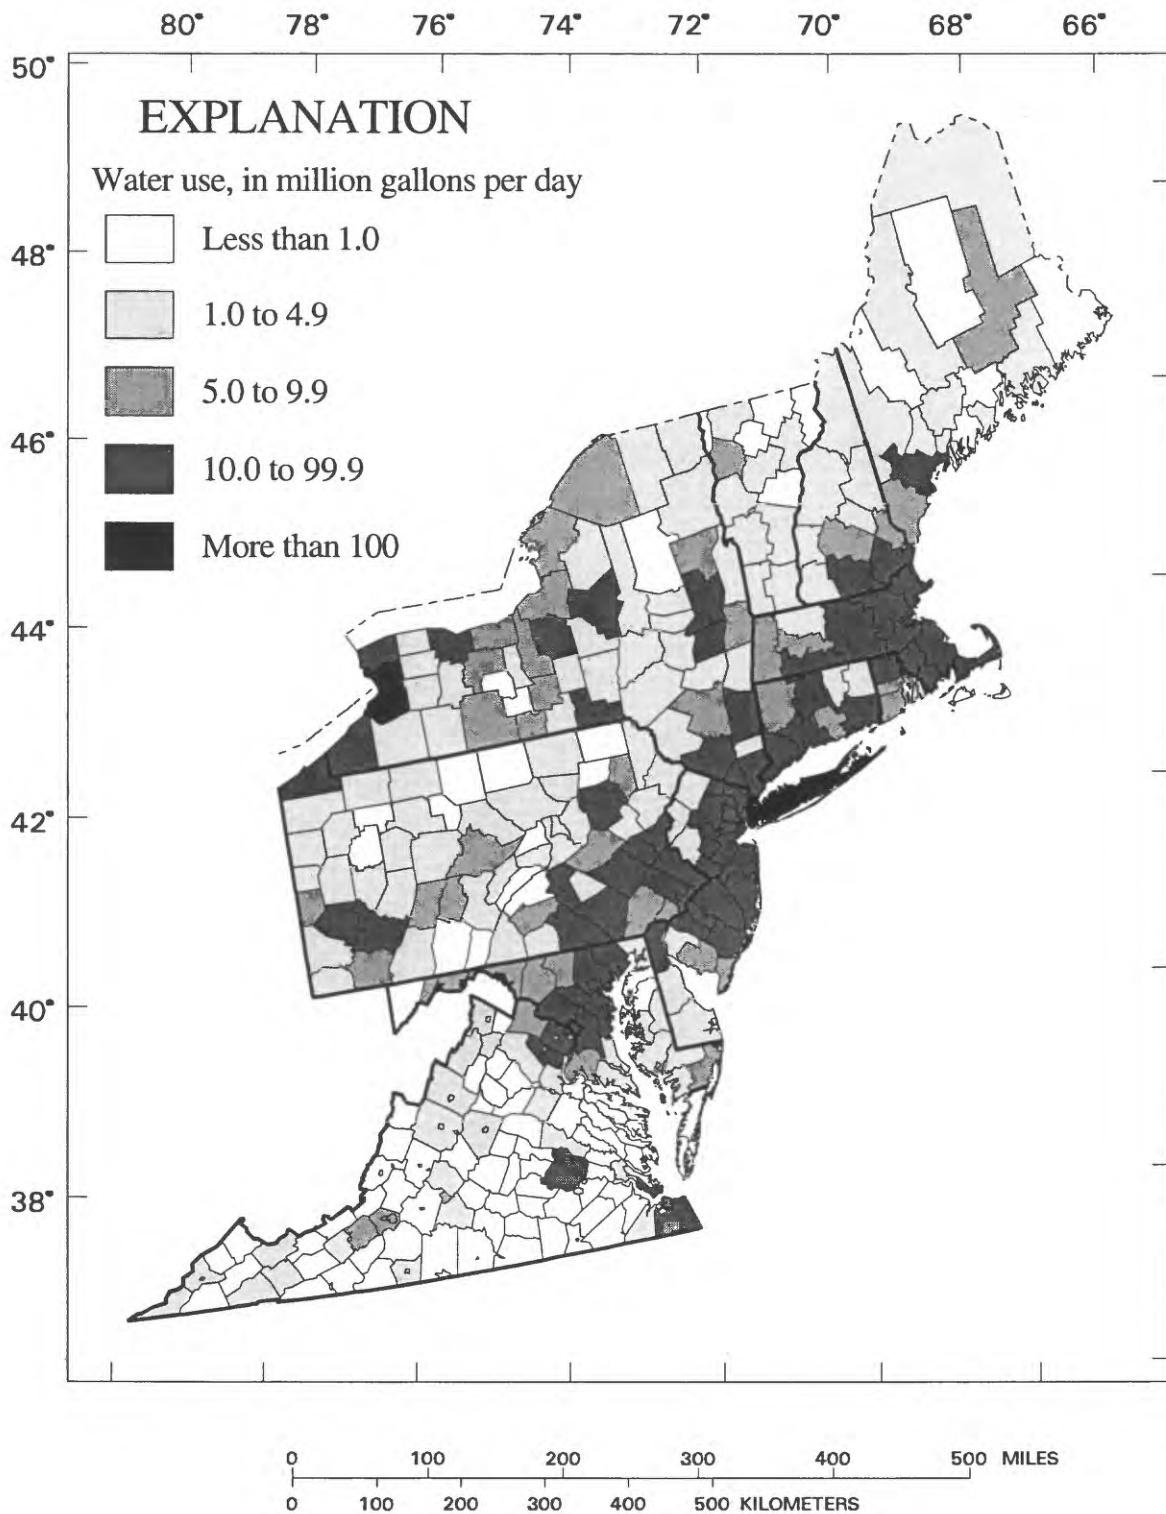 80° 78° 76° 74° 72° 70° 68° 66°
50°
EXPLANATION
Water use, in million gallons per day
Less than 1.0
48°
1.0 to 4.9
5.0 to 9.9
46°
10.0 to 99.9
More than 100
44°
42°
40°
38°
0 100 200 300 400 500 MILES
0 100 200 300 400 500 KILOMETERS